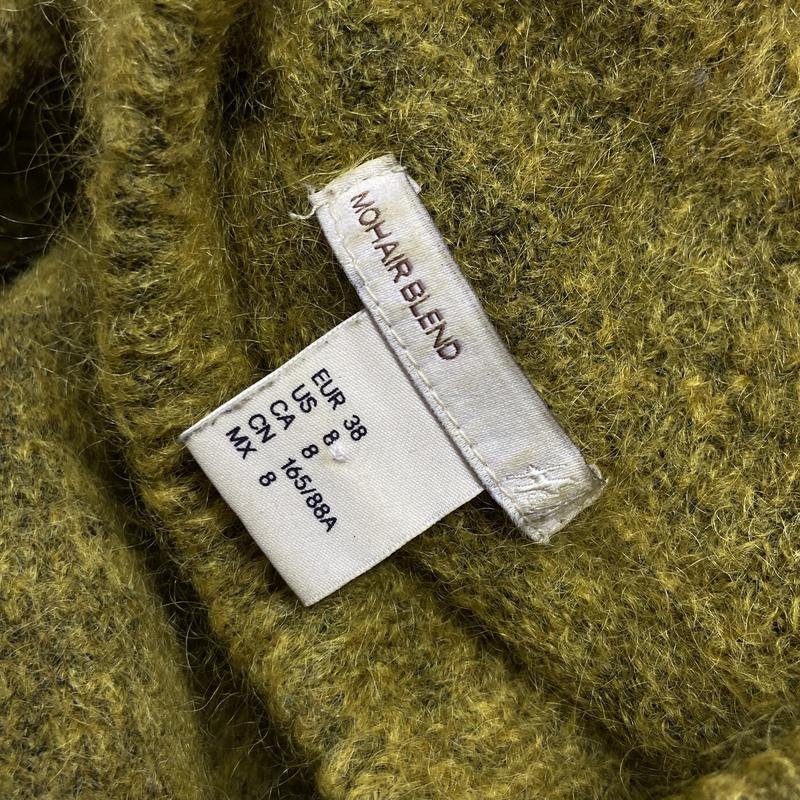 MOHAIR BLEND
EUR 38
US 8
CA 8
CN 165/88A
MX 8